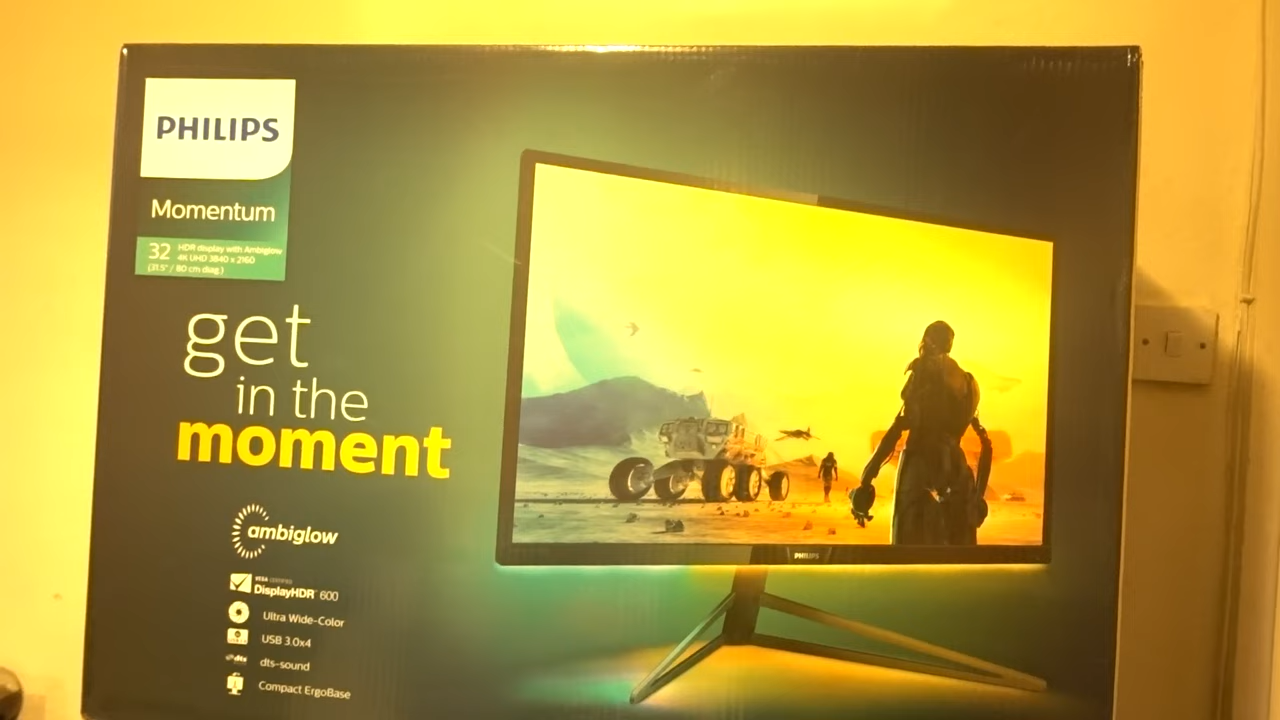 PHILIPS
Momentum
32 HDR display with Ambiglow
4K UHD 3840 x 2160
(31.5" / 80 cm diag.)
get
in the
moment
ambiglow
VESA CERTIFIED
DisplayHDR™ 600
Ultra Wide-Color
USB 3.0x4
dts dts-sound
Compact ErgoBase
PHILIPS